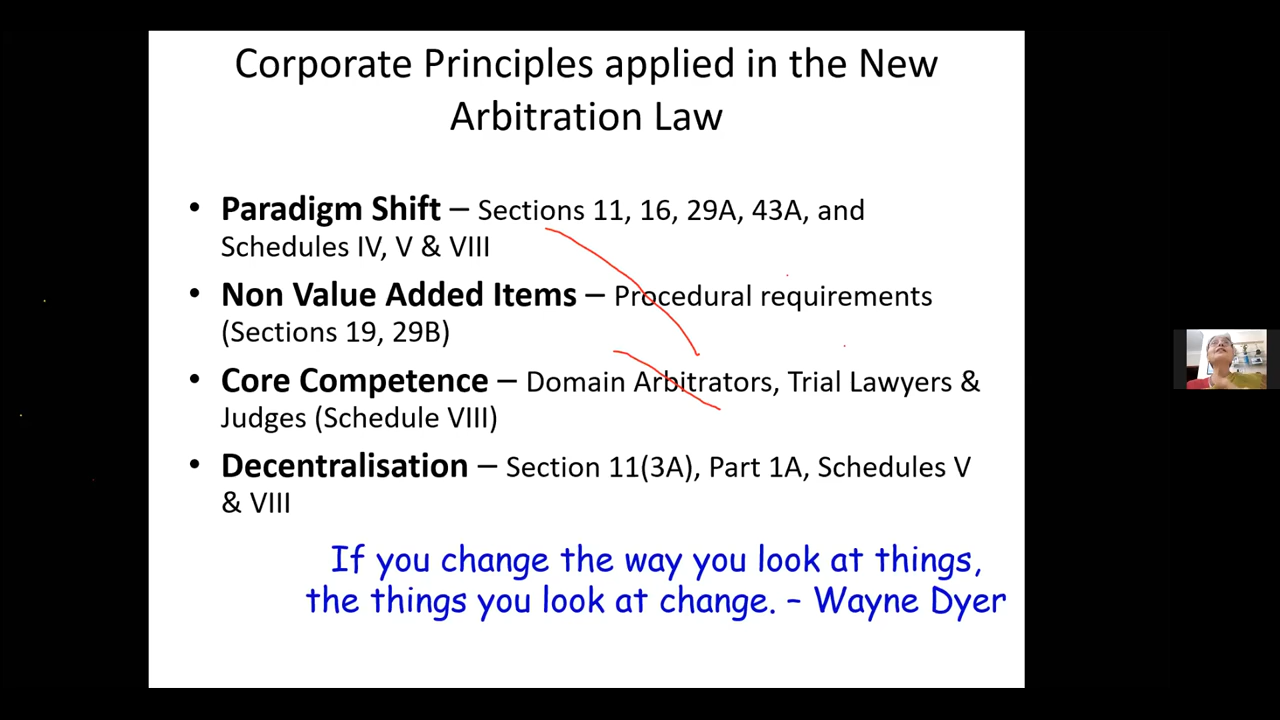 Corporate Principles applied in the New
Arbitration Law
• Paradigm Shift – Sections 11, 16, 29A, 43A, and
Schedules IV, V & VIII
• Non Value Added Items – Procedural requirements
(Sections 19, 29B)
• Core Competence – Domain Arbitrators, Trial Lawyers &
Judges (Schedule VIII)
• Decentralisation – Section 11(3A), Part 1A, Schedules V
& VIII
If you change the way you look at things,
the things you look at change. – Wayne Dyer